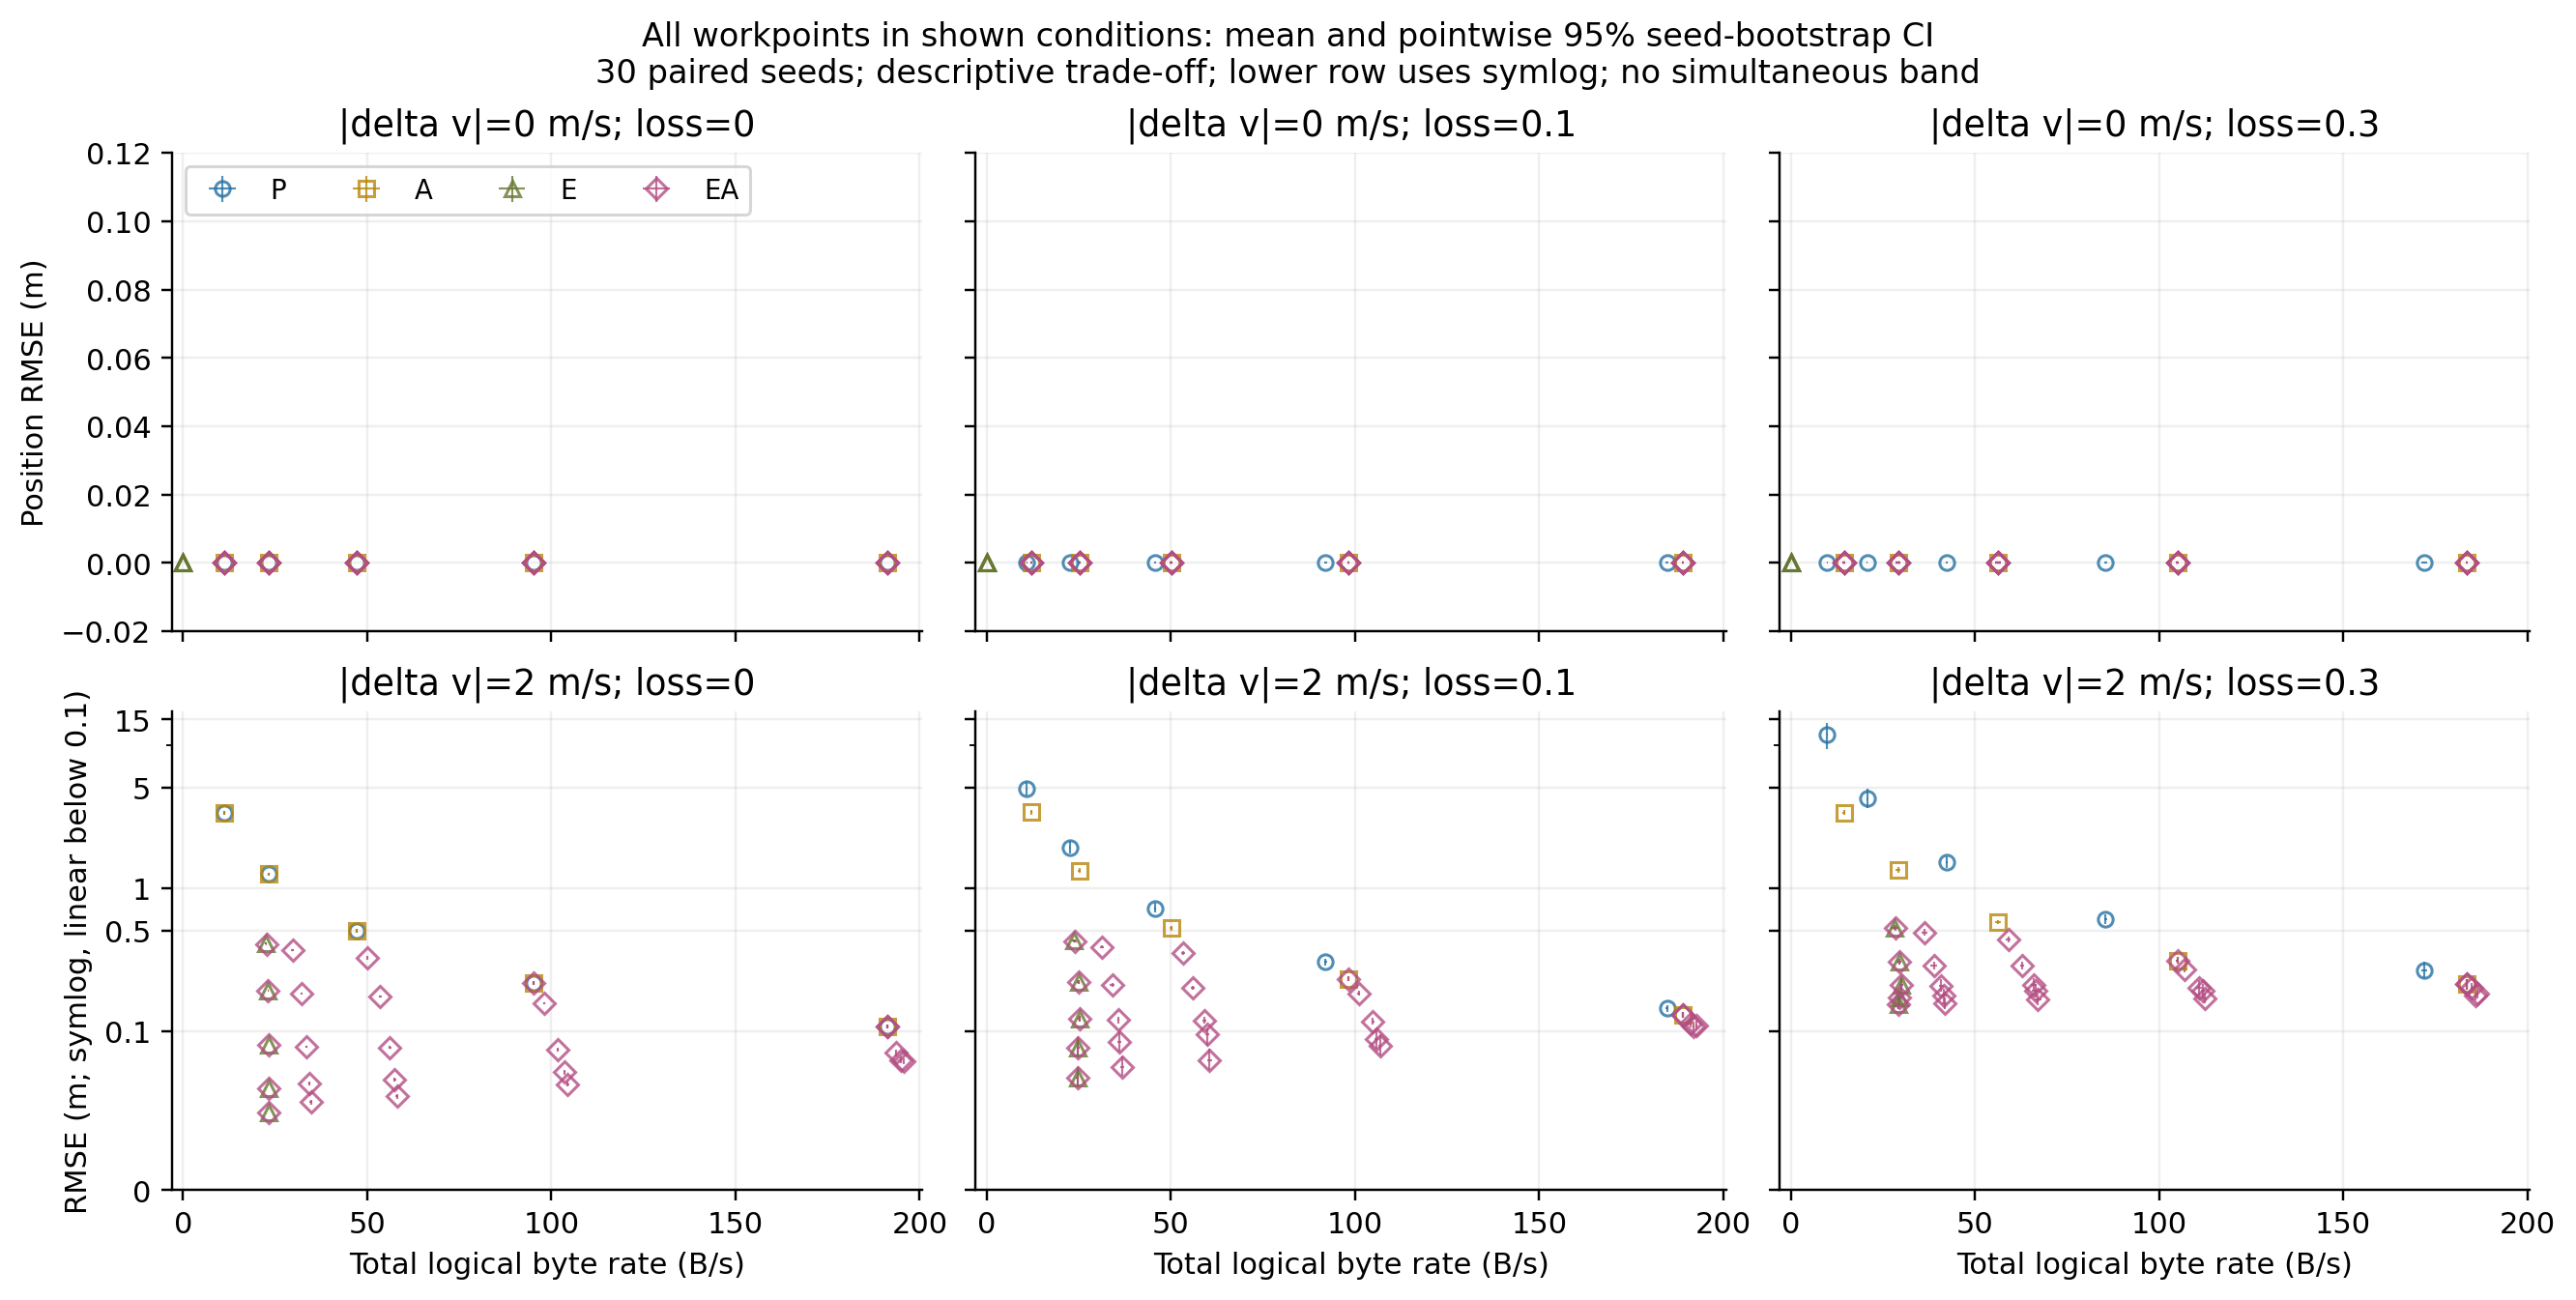 All workpoints in shown conditions: mean and pointwise 95% seed-bootstrap CI
30 paired seeds; descriptive trade-off; lower row uses symlog; no simultaneous band
|delta v|=0 m/s; loss=0
|delta v|=0 m/s; loss=0.1
|delta v|=0 m/s; loss=0.3
P A E EA
Position RMSE (m)
0.12
0.10
0.08
0.06
0.04
0.02
0.00
−0.02
|delta v|=2 m/s; loss=0
|delta v|=2 m/s; loss=0.1
|delta v|=2 m/s; loss=0.3
RMSE (m; symlog, linear below 0.1)
15
5
1
0.5
0.1
0
0 50 100 150 200
0 50 100 150 200
0 50 100 150 200
Total logical byte rate (B/s)
Total logical byte rate (B/s)
Total logical byte rate (B/s)